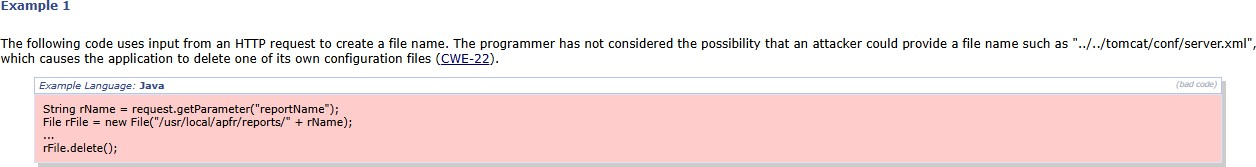 Example 1
The following code uses input from an HTTP request to create a file name. The programmer has not considered the possibility that an attacker could provide a file name such as "../../tomcat/conf/server.xml",
which causes the application to delete one of its own configuration files (CWE-22).
Example Language: Java (bad code)
String rName = request.getParameter("reportName");
File rFile = new File("/usr/local/apfr/reports/" + rName);
...
rFile.delete();